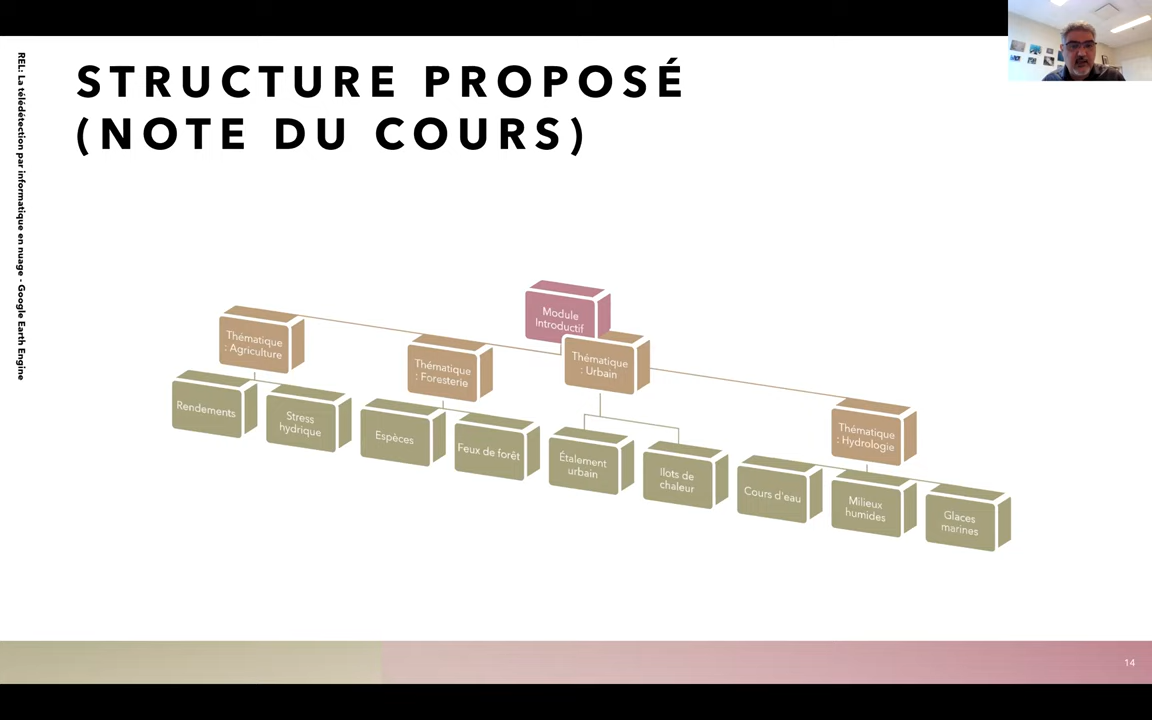 REL: La télédétection par informatique en nuage - Google Earth Engine
STRUCTURE PROPOSÉ
(NOTE DU COURS)
Module
Introductif
Thématique
: Agriculture
Thématique
: Foresterie
Thématique
: Urbain
Thématique
: Hydrologie
Rendements
Stress
hydrique
Espèces
Feux de forêt
Étalement
urbain
Ilots de
chaleur
Cours d'eau
Milieux
humides
Glaces
marines
14